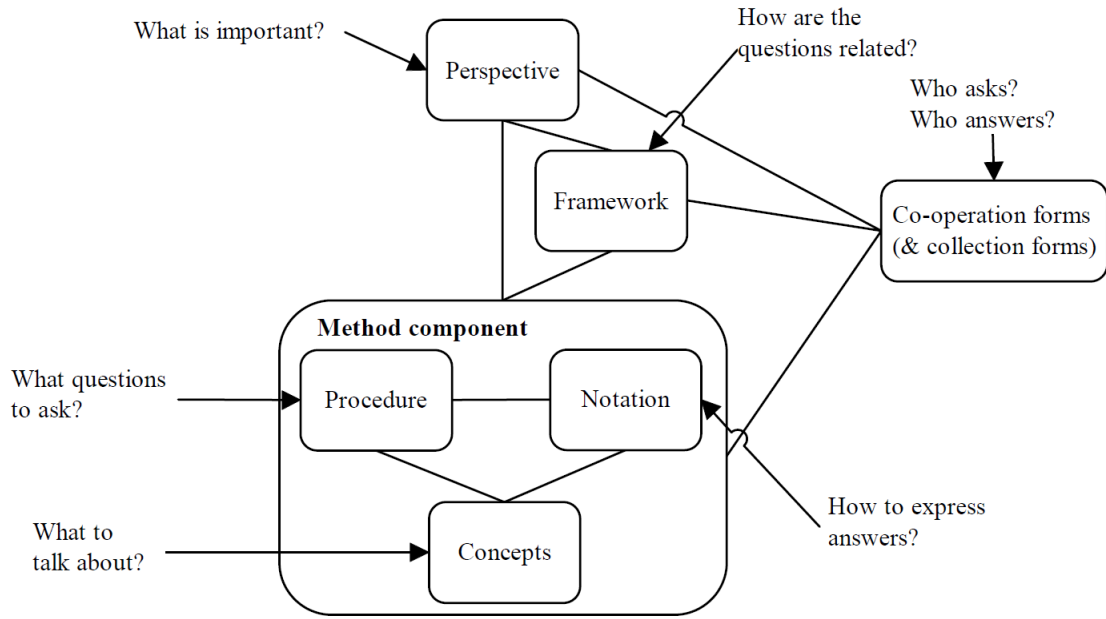 What is important?
Perspective
How are the
questions related?
Who asks?
Who answers?
Framework
Co-operation forms
(& collection forms)
Method component
What questions
to ask?
Procedure
Notation
What to
talk about?
Concepts
How to express
answers?